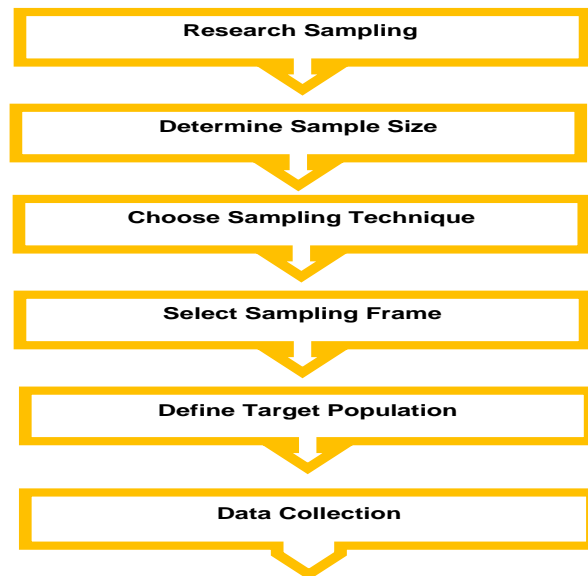 Research Sampling
Determine Sample Size
Choose Sampling Technique
Select Sampling Frame
Define Target Population
Data Collection